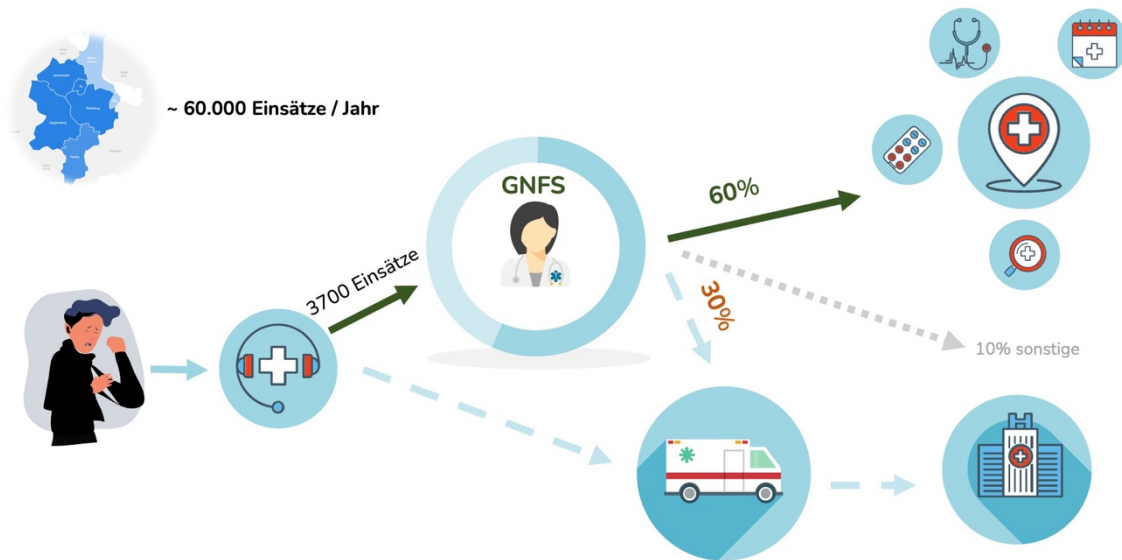 ~ 60.000 Einsätze / Jahr
GNFS
60%
3700 Einsätze
30%
10% sonstige